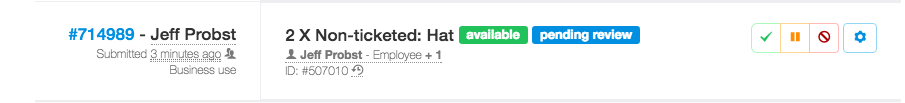 #714989 - Jeff Probst
Submitted 3 minutes ago
Business use
2 X Non-ticketed: Hat available pending review
Jeff Probst - Employee + 1
ID: #507010